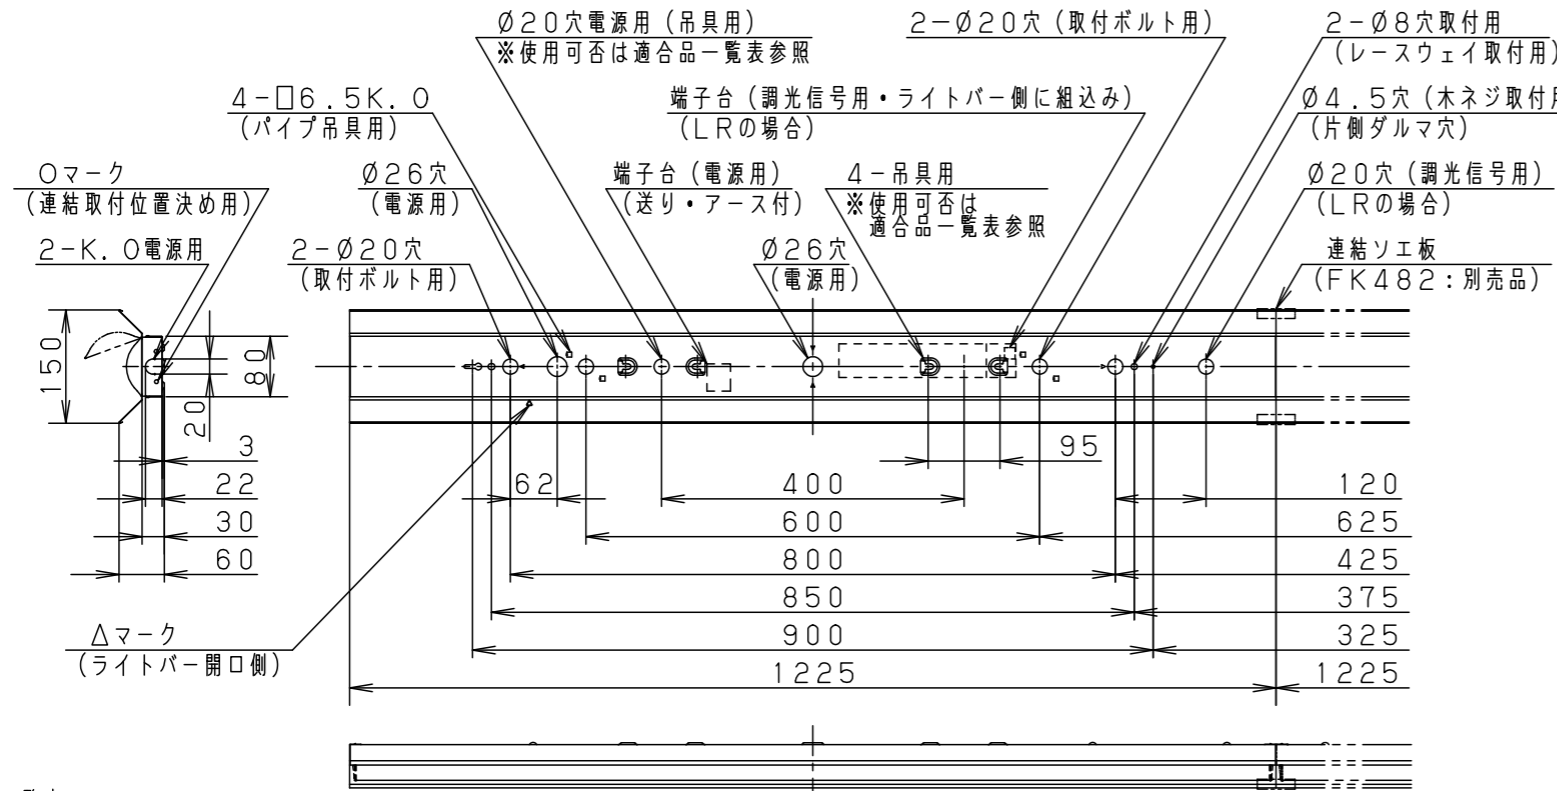 Ø20穴電源用（吊具用）
※使用可否は適合品一覧表参照
2－Ø20穴（取付ボルト用）
2－Ø8穴取付用
（レースウェイ取付用）
4－□6.5K.O
（パイプ吊具用）
端子台（調光信号用・ライトバー側に組込み）
（LRの場合）
Ø4.5穴（木ネジ取付用
（片側ダルマ穴）
Oマーク
（連結取付位置決め用）
Ø26穴
（電源用）
端子台（電源用）
（送り・アース付）
4－吊具用
※使用可否は
適合品一覧表参照
Ø20穴（調光信号用）
（LRの場合）
2－K.O電源用
2－Ø20穴
（取付ボルト用）
Ø26穴
（電源用）
連結ソエ板
（FK482：別売品）
150
80
20
3
22
30
60
95
62
400
120
600
625
800
425
850
375
900
325
1225
1225
△マーク
（ライトバー開口側）